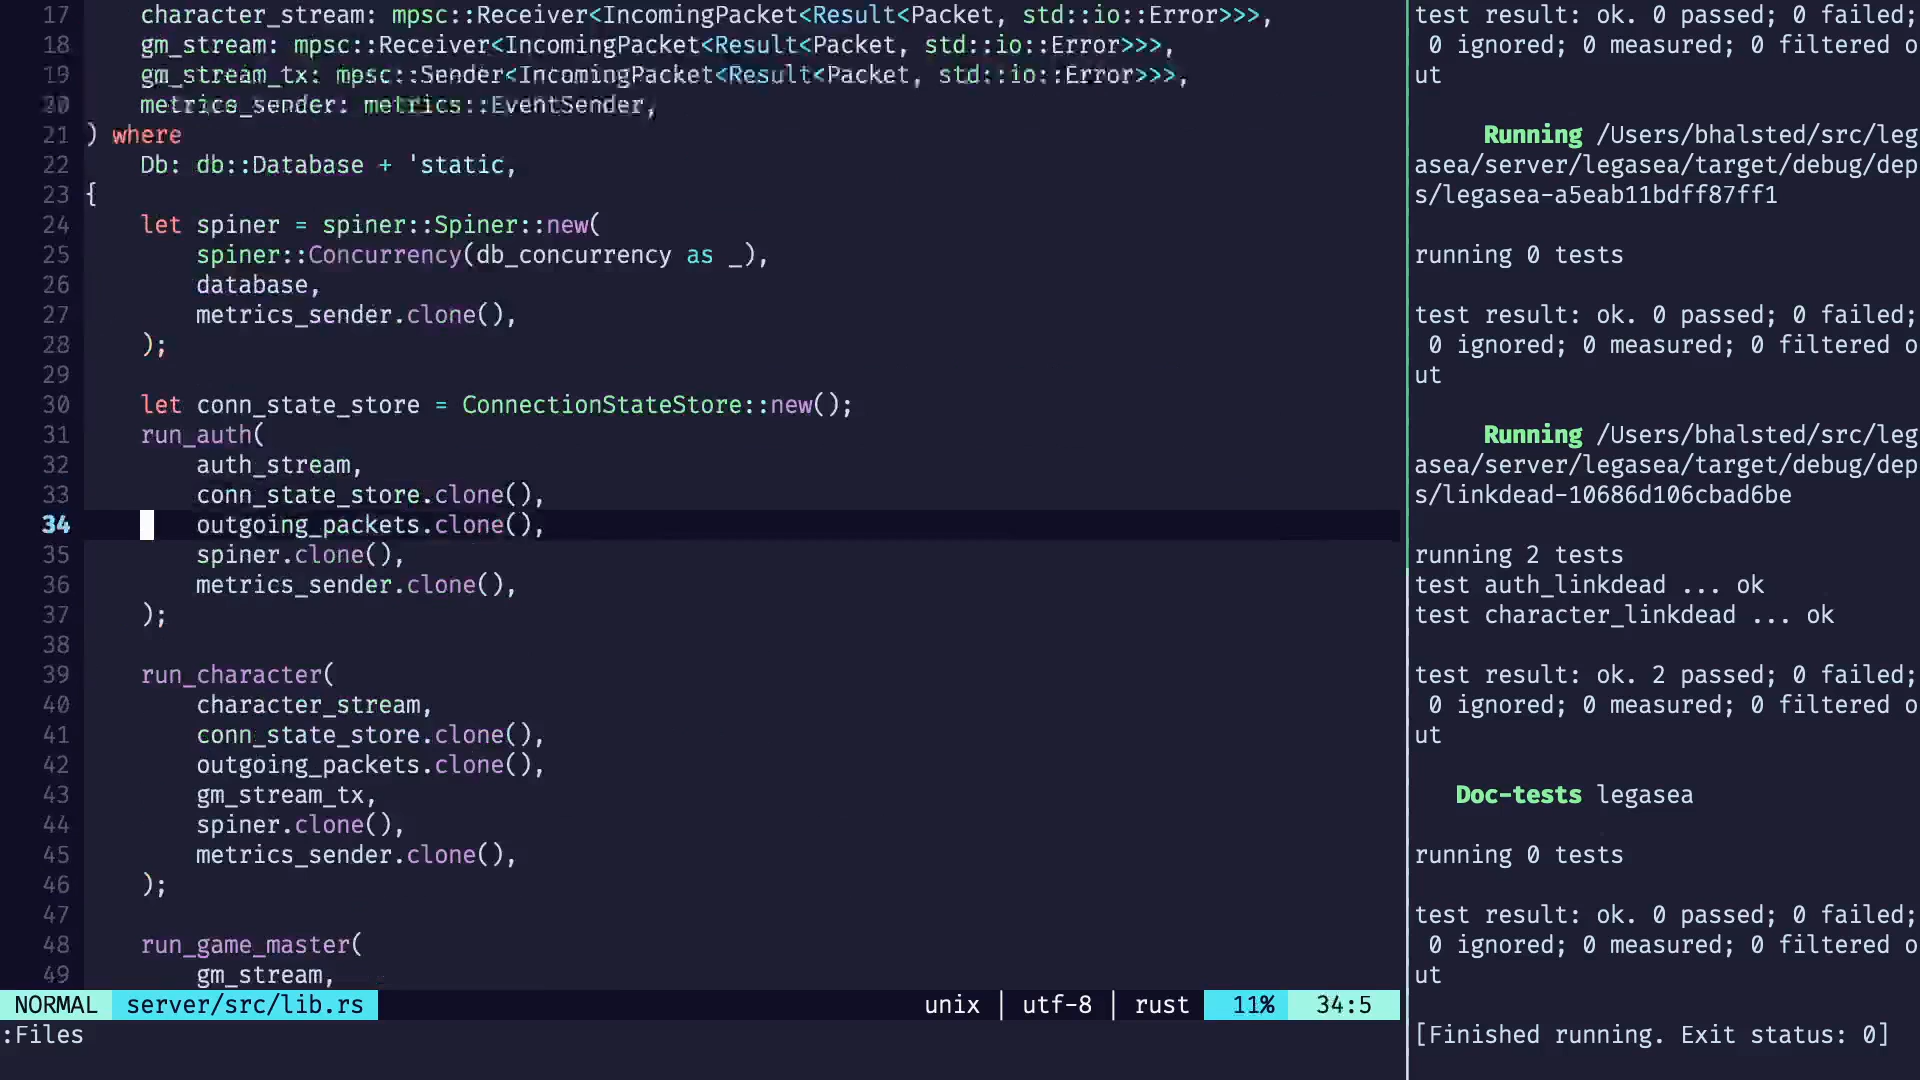 17     character_stream: mpsc::Receiver<IncomingPacket<Result<Packet, std::io::Error>>>,
18     gm_stream: mpsc::Receiver<IncomingPacket<Result<Packet, std::io::Error>>>,
19     gm_stream_tx: mpsc::Sender<IncomingPacket<Result<Packet, std::io::Error>>>,
20     metrics_sender: metrics::EventSender,
21 ) where
22     Db: db::Database + 'static,
23 {
24     let spiner = spiner::Spiner::new(
25         spiner::Concurrency(db_concurrency as _),
26         database,
27         metrics_sender.clone(),
28     );
29
30     let conn_state_store = ConnectionStateStore::new();
31     run_auth(
32         auth_stream,
33         conn_state_store.clone(),
34         outgoing_packets.clone(),
35         spiner.clone(),
36         metrics_sender.clone(),
37     );
38
39     run_character(
40         character_stream,
41         conn_state_store.clone(),
42         outgoing_packets.clone(),
43         gm_stream_tx,
44         spiner.clone(),
45         metrics_sender.clone(),
46     );
47
48     run_game_master(
49         gm_stream,
NORMAL server/src/lib.rs unix | utf-8 | rust 11% 34:5
:Files
test result: ok. 0 passed; 0 failed;
 0 ignored; 0 measured; 0 filtered o
ut
     Running /Users/bhalsted/src/leg
asea/server/legasea/target/debug/dep
s/legasea-a5eab11bdff87ff1
running 0 tests
test result: ok. 0 passed; 0 failed;
 0 ignored; 0 measured; 0 filtered o
ut
     Running /Users/bhalsted/src/leg
asea/server/legasea/target/debug/dep
s/linkdead-10686d106cbad6be
running 2 tests
test auth_linkdead ... ok
test character_linkdead ... ok
test result: ok. 2 passed; 0 failed;
 0 ignored; 0 measured; 0 filtered o
ut
   Doc-tests legasea
running 0 tests
test result: ok. 0 passed; 0 failed;
 0 ignored; 0 measured; 0 filtered o
ut
[Finished running. Exit status: 0]